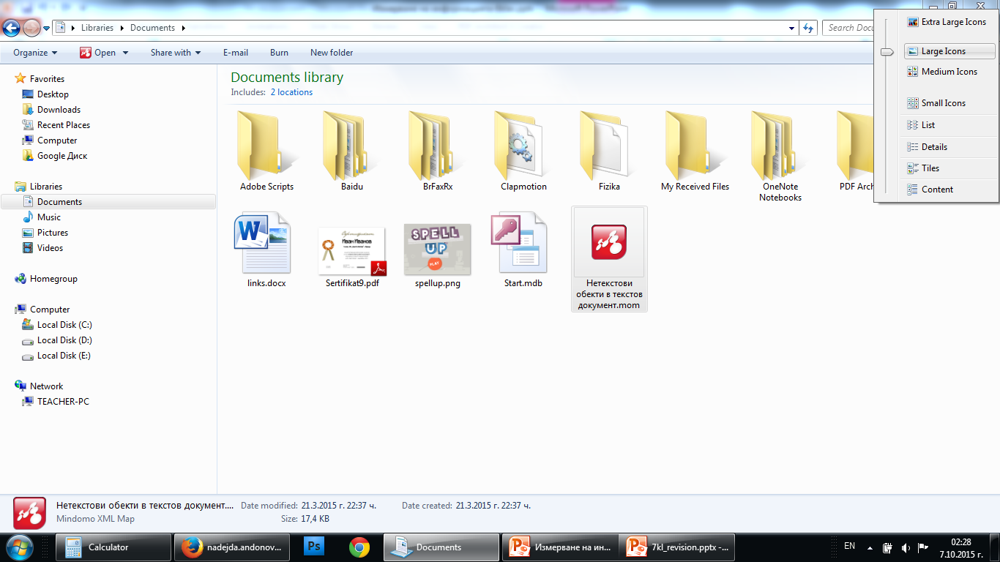 Libraries
Documents
Search Docu
Organize
Open
Share with
E-mail
Burn
New folder
Favorites
Desktop
Downloads
Recent Places
Computer
Google Диск
Libraries
Documents
Music
Pictures
Videos
Homegroup
Computer
Local Disk (C:)
Local Disk (D:)
Local Disk (E:)
Network
TEACHER-PC
Documents library
Includes: 2 locations
Adobe Scripts
Baidu
BrFaxRx
Clapmotion
Fizika
My Received Files
OneNote
Notebooks
PDF Arch
links.docx
Иван Иванов
Sertifikat9.pdf
SPELL
UP
PLAY
spellup.png
Start.mdb
Нетекстови
обекти в текстов
документ.mom
Extra Large Icons
Large Icons
Medium Icons
Small Icons
List
Details
Tiles
Content
Нетекстови обекти в текстов документ....
Mindomo XML Map
Date modified: 21.3.2015 г. 22:37 ч.
Size: 17,4 KB
Date created: 21.3.2015 г. 22:37 ч.
Calculator
nadejda.andonov...
Ps
Documents
Измерване на ин...
7kl_revision.pptx -...
EN
02:28
7.10.2015 г.